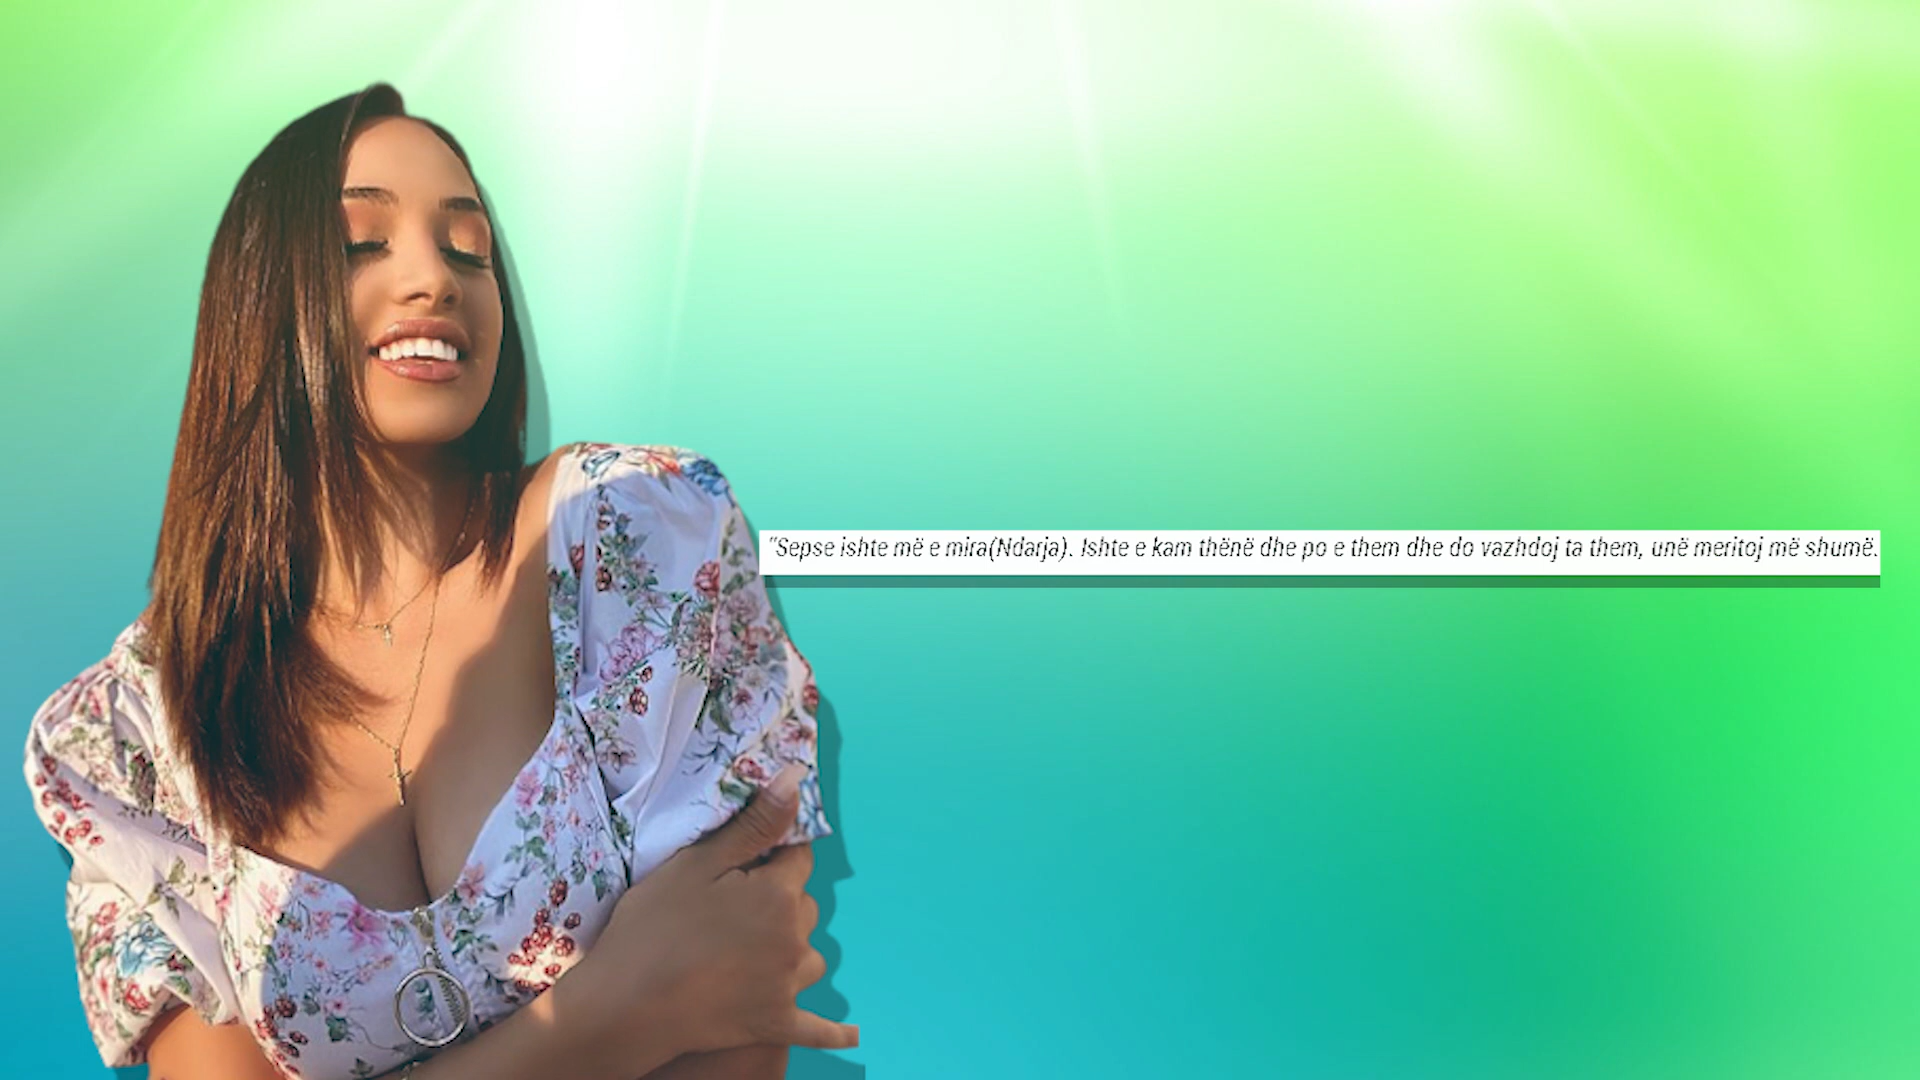 "Sepse ishte më e mira(Ndarja). Ishte e kam thënë dhe po e them dhe do vazhdoj ta them, unë meritoj më shumë.